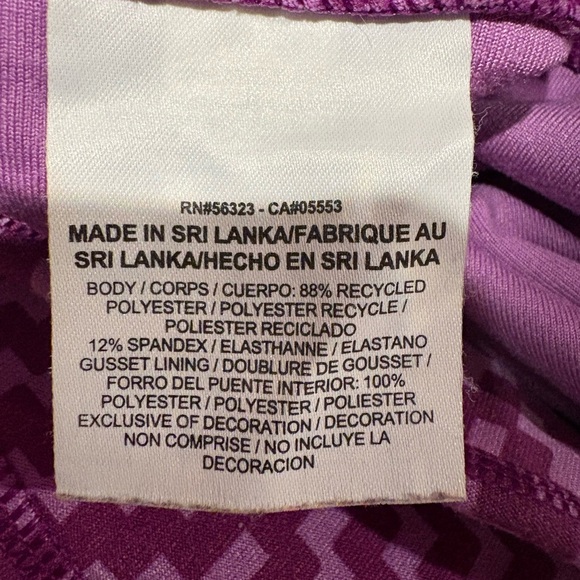 RN#56323 - CA#05553
MADE IN SRI LANKA/FABRIQUE AU
SRI LANKA/HECHO EN SRI LANKA
BODY / CORPS / CUERPO: 88% RECYCLED
POLYESTER / POLYESTER RECYCLE /
POLIESTER RECICLADO
12% SPANDEX / ELASTHANNE / ELASTANO
GUSSET LINING / DOUBLURE DE GOUSSET /
FORRO DEL PUENTE INTERIOR: 100%
POLYESTER / POLYESTER / POLIESTER
EXCLUSIVE OF DECORATION / DECORATION
NON COMPRISE / NO INCLUYE LA
DECORACION